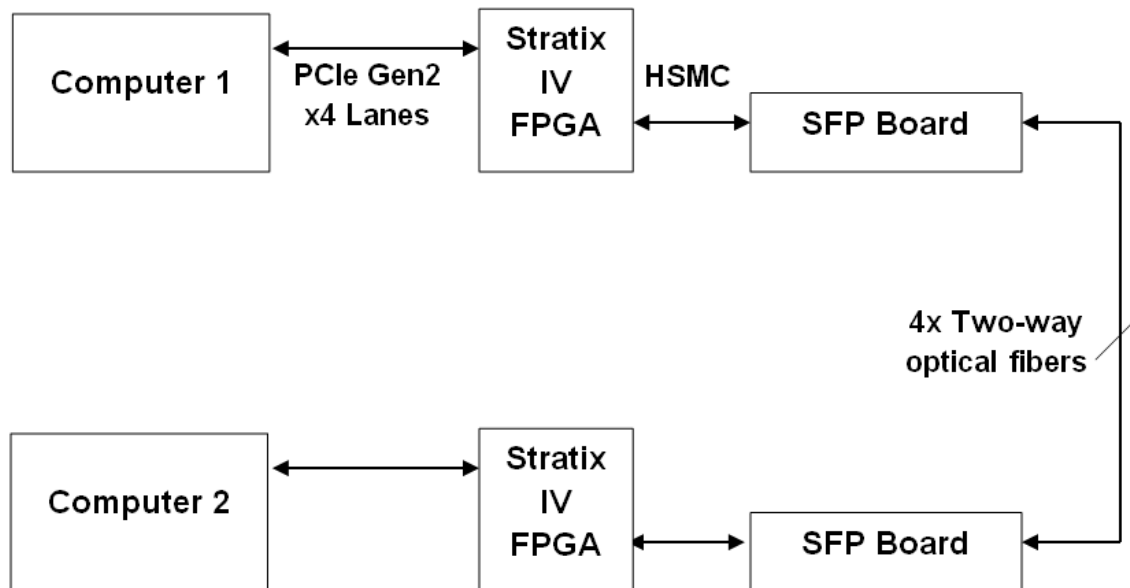 Computer 1
PCIe Gen2
x4 Lanes
Stratix
IV
FPGA
HSMC
SFP Board
4x Two-way
optical fibers
Computer 2
Stratix
IV
FPGA
SFP Board